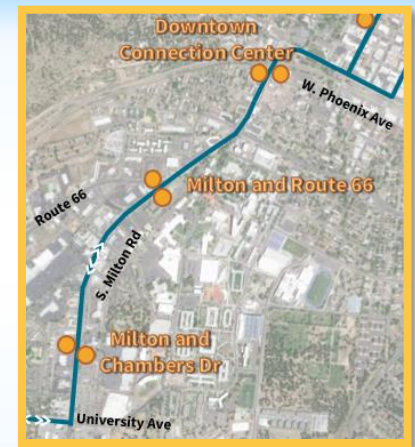 Downtown
Connection Center
W. Phoenix Ave
Milton and Route 66
Route 66
S. Milton Rd
Milton and
Chambers Dr
University Ave